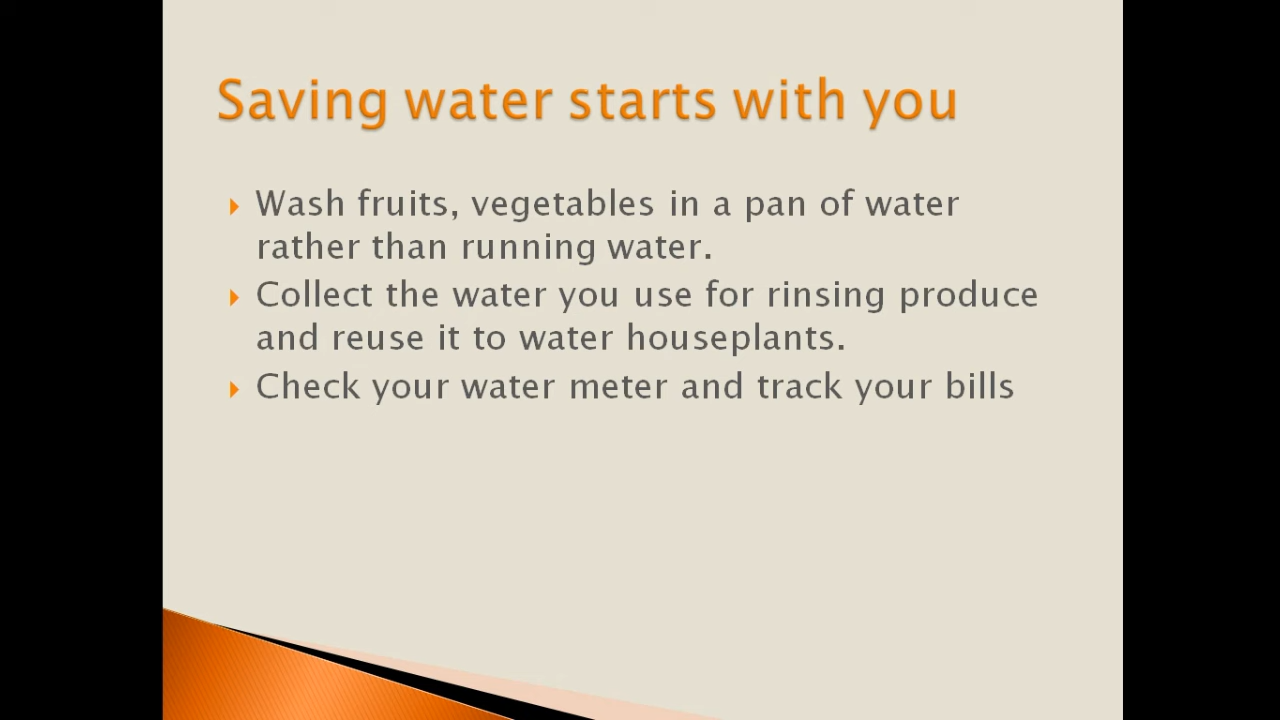 Saving water starts with you
Wash fruits, vegetables in a pan of water
rather than running water.
Collect the water you use for rinsing produce
and reuse it to water houseplants.
Check your water meter and track your bills